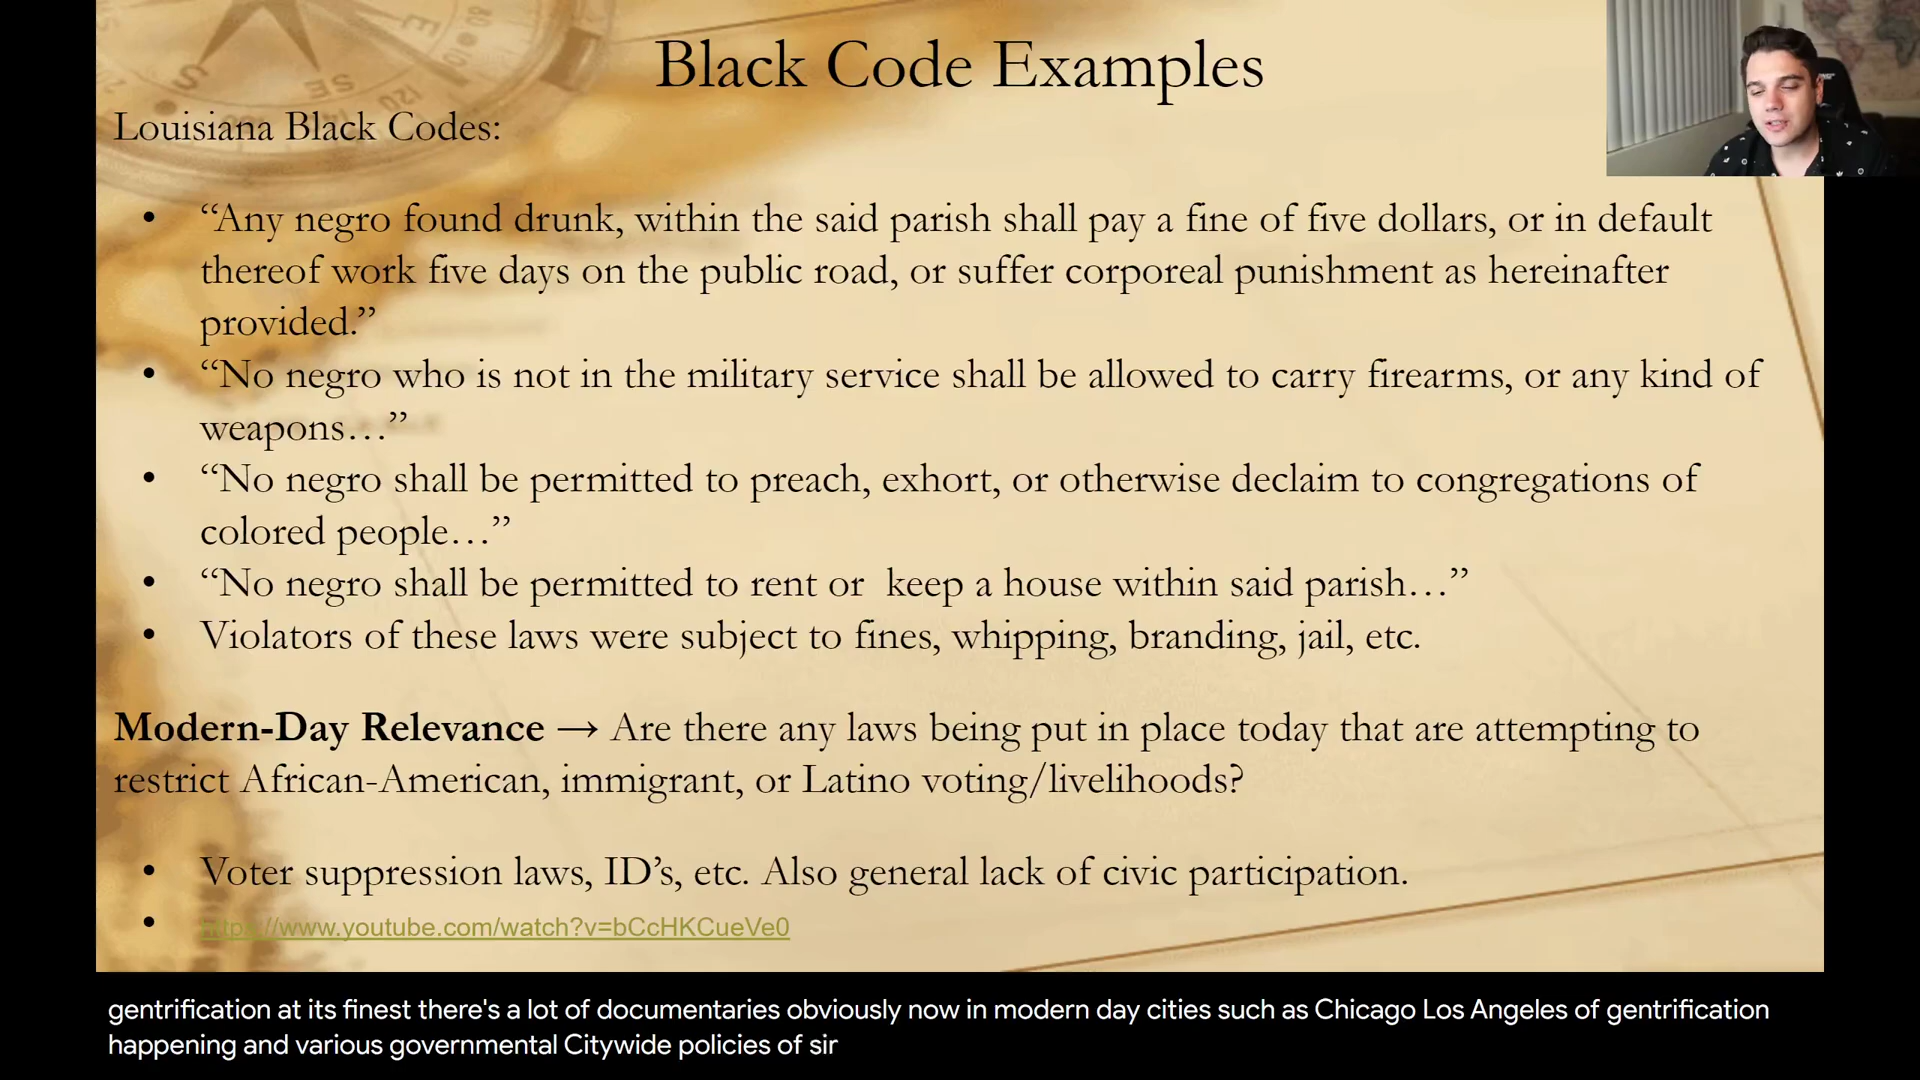 Black Code Examples
Louisiana Black Codes:
• “Any negro found drunk, within the said parish shall pay a fine of five dollars, or in default
thereof work five days on the public road, or suffer corporeal punishment as hereinafter
provided.”
• “No negro who is not in the military service shall be allowed to carry firearms, or any kind of
weapons…”
• “No negro shall be permitted to preach, exhort, or otherwise declaim to congregations of
colored people…”
• “No negro shall be permitted to rent or keep a house within said parish…”
• Violators of these laws were subject to fines, whipping, branding, jail, etc.
Modern-Day Relevance → Are there any laws being put in place today that are attempting to
restrict African-American, immigrant, or Latino voting/livelihoods?
• Voter suppression laws, ID’s, etc. Also general lack of civic participation.
• https://www.youtube.com/watch?v=bCcHKCueVe0
gentrification at its finest there's a lot of documentaries obviously now in modern day cities such as Chicago Los Angeles of gentrification
happening and various governmental Citywide policies of sir